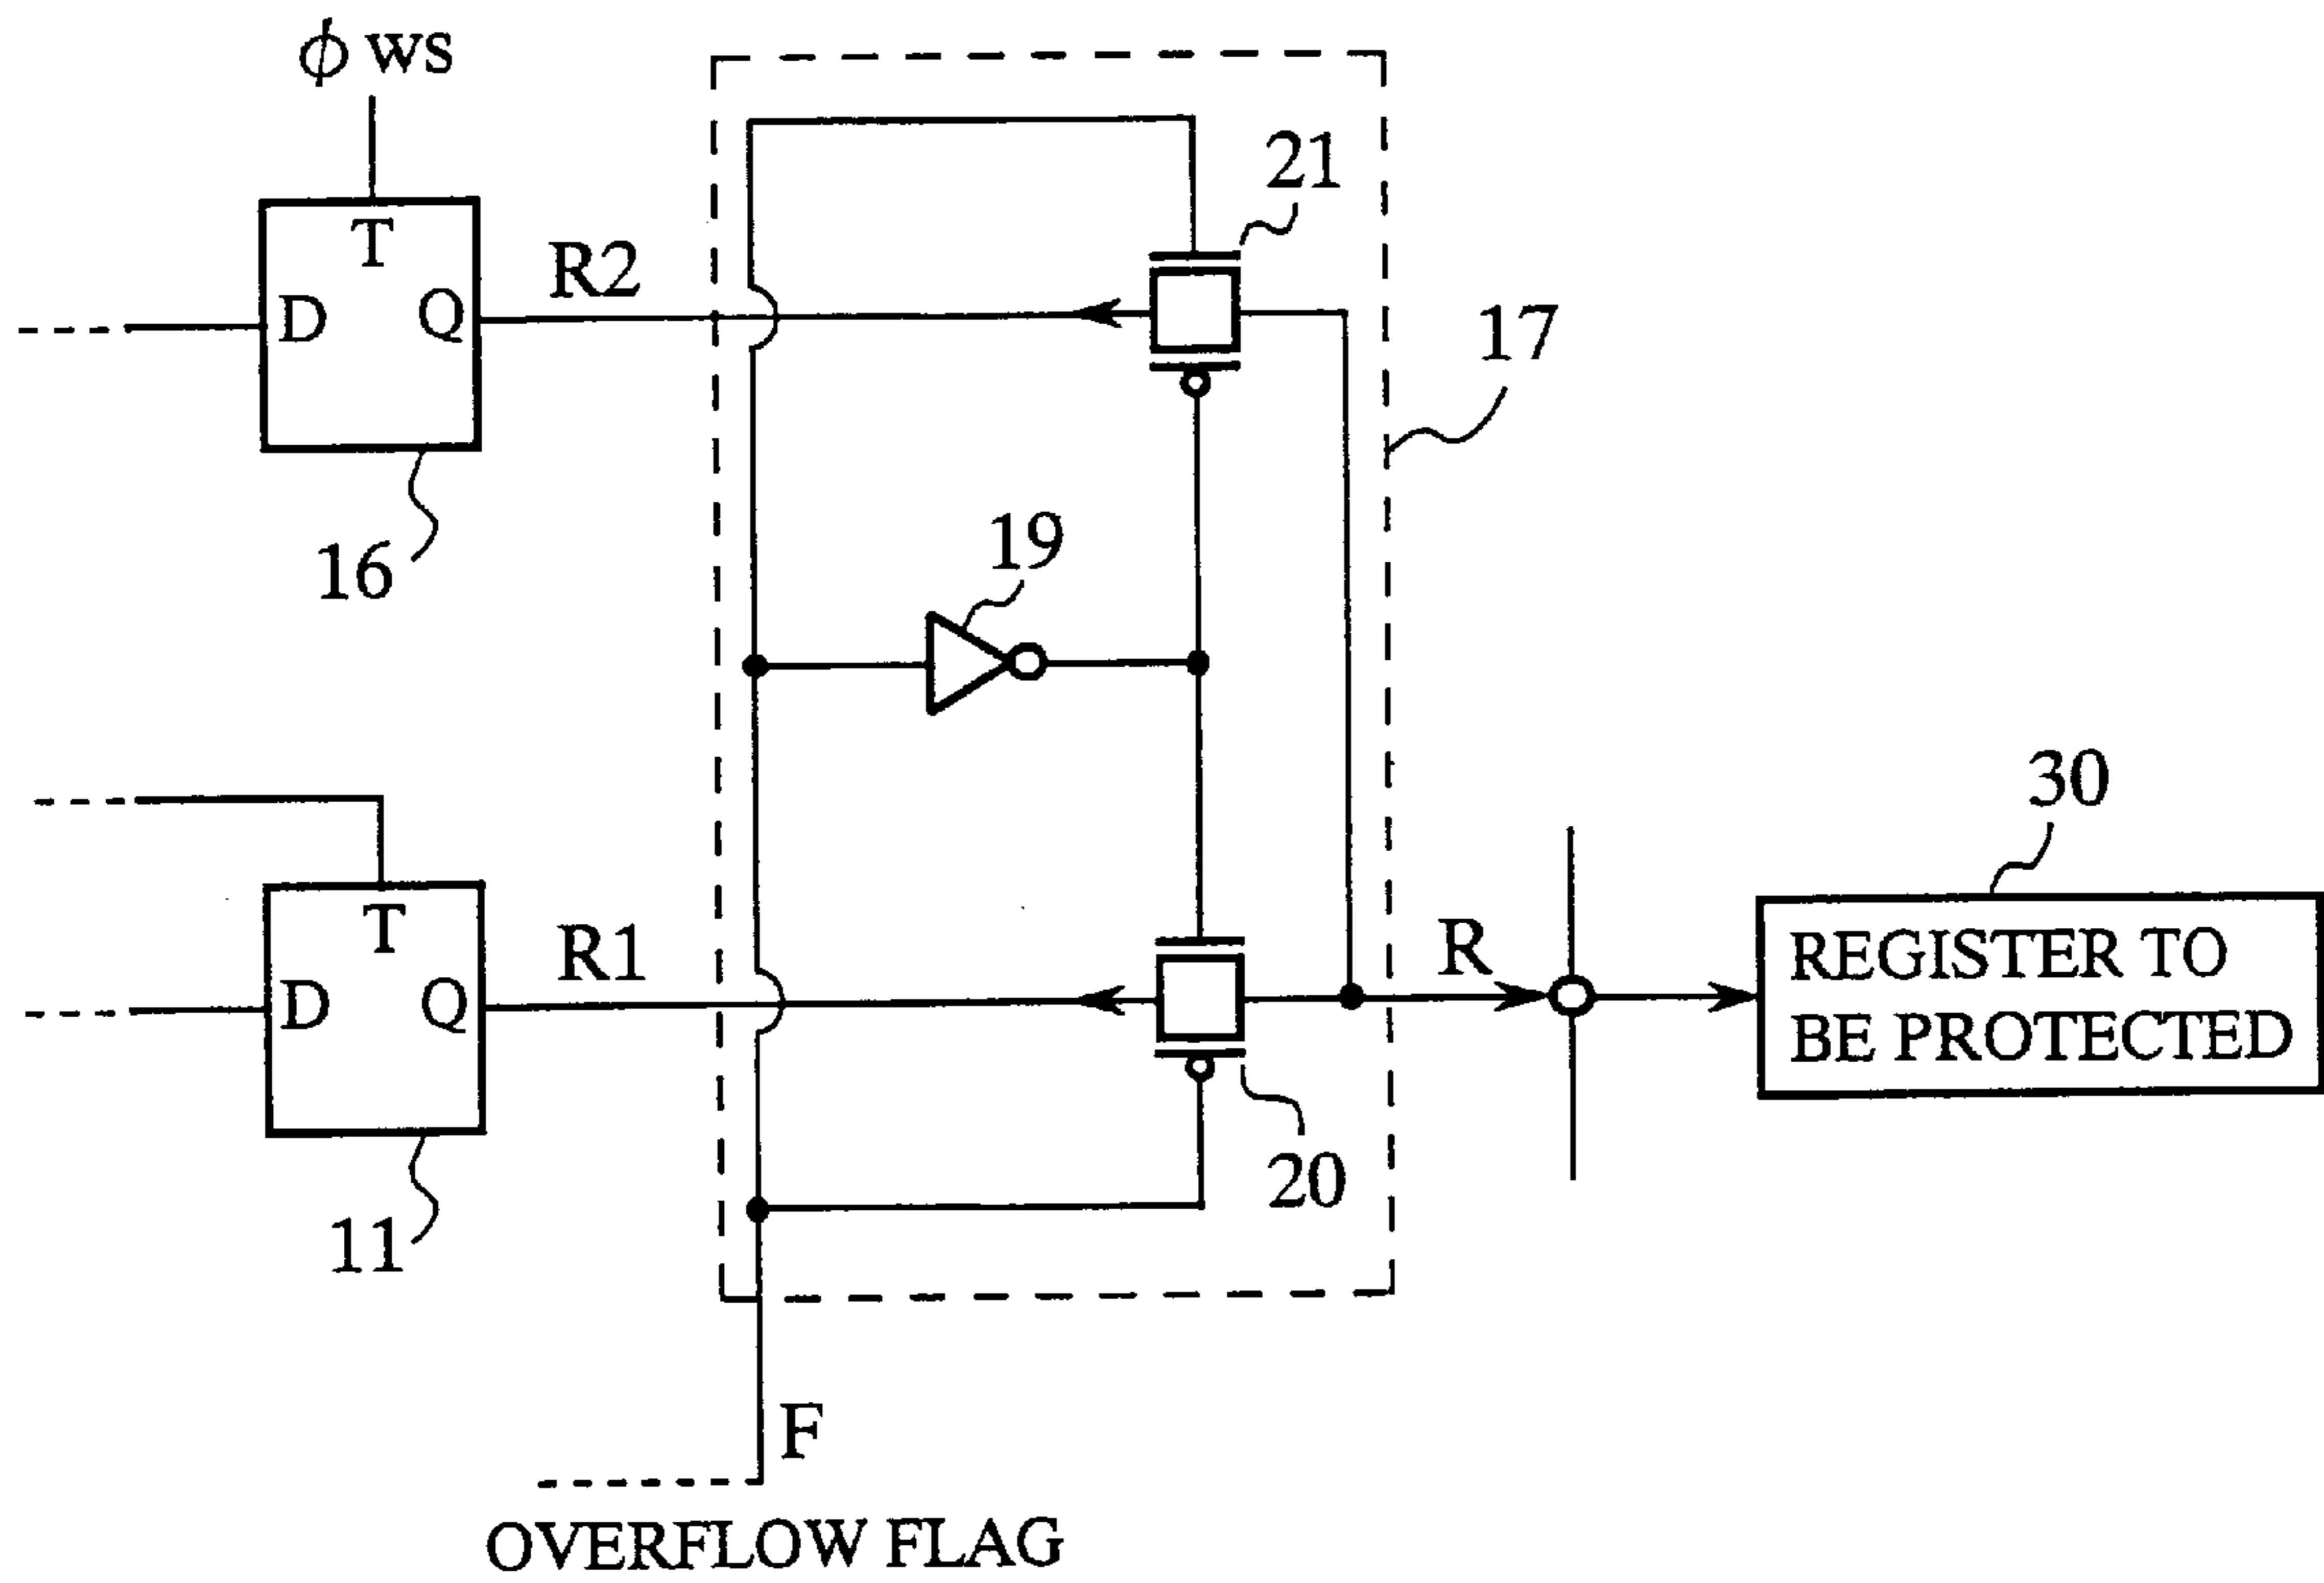 ϕ ws
21
T
R2
D Q
17
19
16
30
T
R1
R
REGISTER TO
D Q
BE PROTECTED
20
11
F
OVERFLOW FLAG